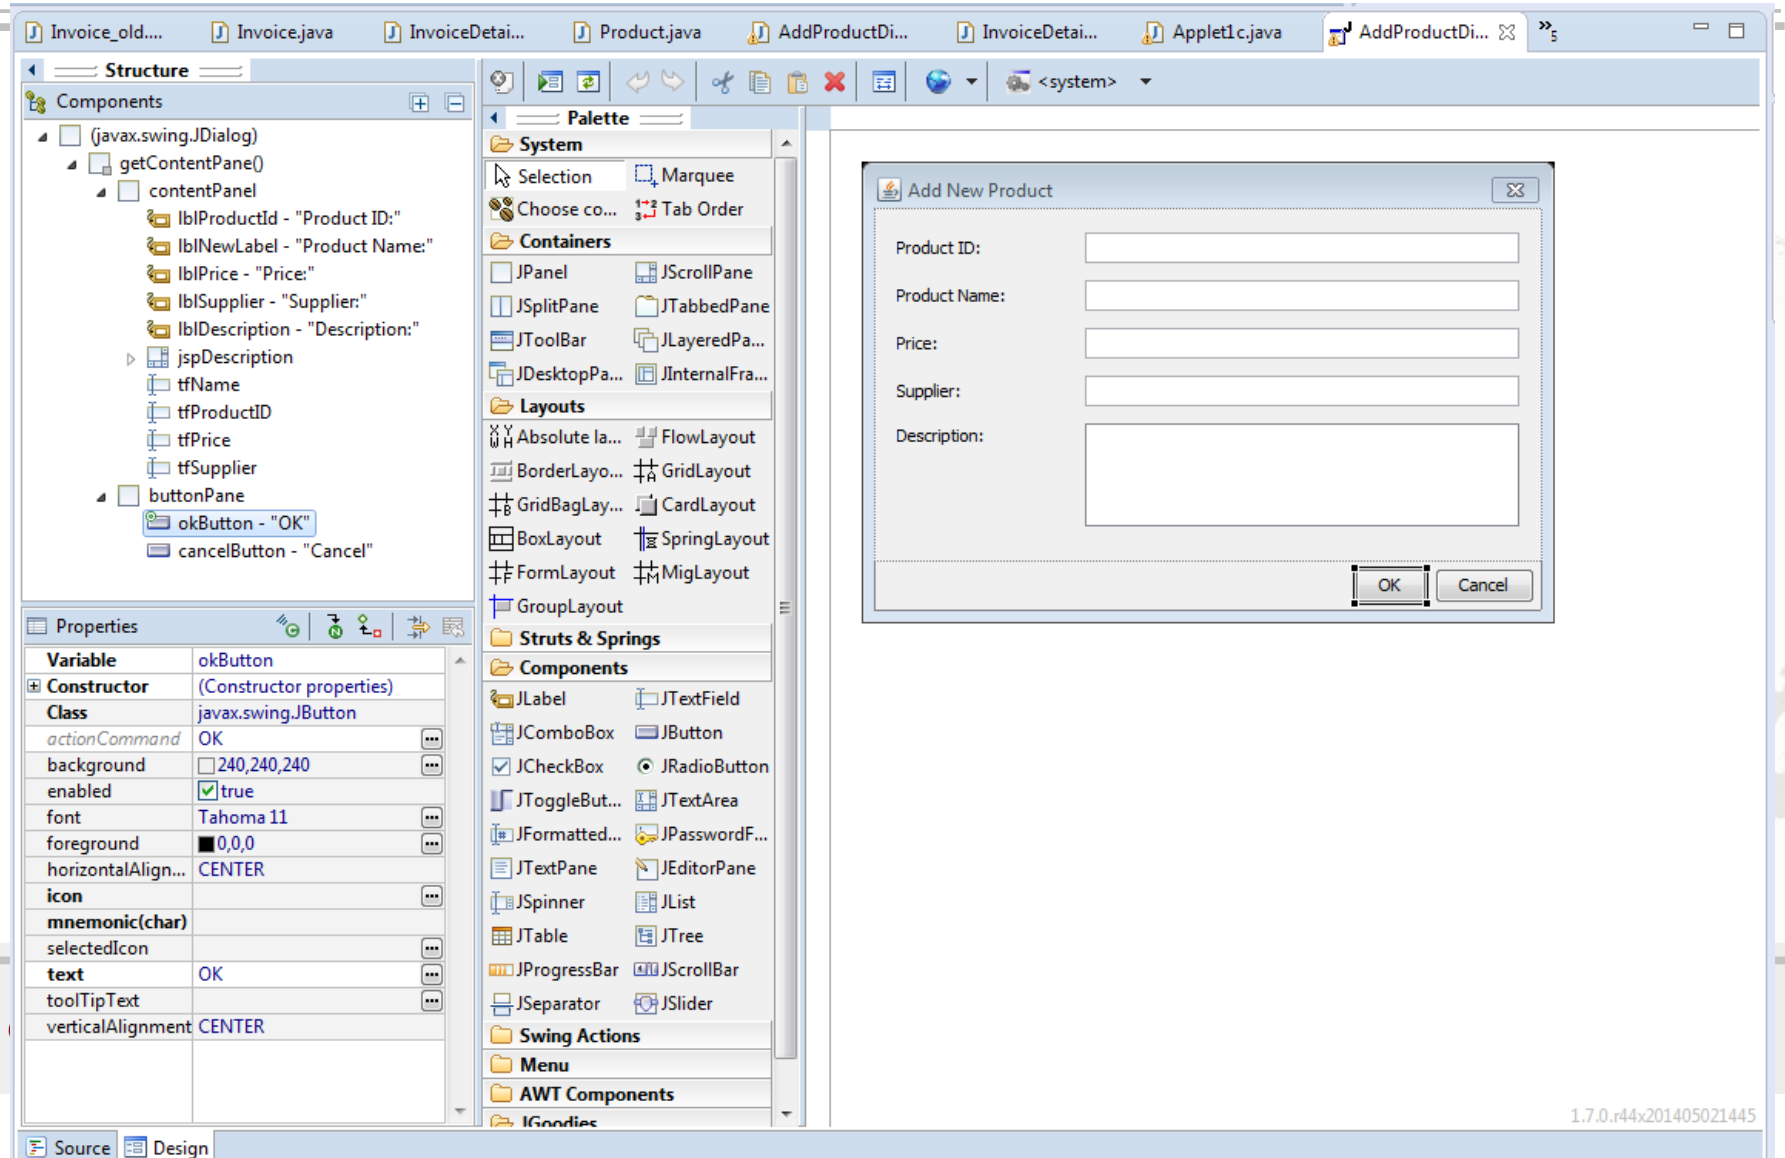 Invoice_old.... Invoice.java InvoiceDetai... Product.java AddProductDi... InvoiceDetai... Applet1c.java AddProductDi... »5
Structure
Components
(javax.swing.JDialog)
getContentPane()
contentPanel
lblProductId - "Product ID:"
lblNewLabel - "Product Name:"
lblPrice - "Price:"
lblSupplier - "Supplier:"
lblDescription - "Description:"
jspDescription
tfName
tfProductID
tfPrice
tfSupplier
buttonPane
okButton - "OK"
cancelButton - "Cancel"
Properties
Variable okButton
Constructor (Constructor properties)
Class javax.swing.JButton
actionCommand OK
background 240,240,240
enabled true
font Tahoma 11
foreground 0,0,0
horizontalAlign... CENTER
icon
mnemonic(char)
selectedIcon
text OK
toolTipText
verticalAlignment CENTER
Source Design
<system>
Palette
System
Selection Marquee
Choose co... Tab Order
Containers
JPanel JScrollPane
JSplitPane JTabbedPane
JToolBar JLayeredPa...
JDesktopPa... JInternalFra...
Layouts
Absolute la... FlowLayout
BorderLayo... GridLayout
GridBagLay... CardLayout
BoxLayout SpringLayout
FormLayout MigLayout
GroupLayout
Struts & Springs
Components
JLabel JTextField
JComboBox JButton
JCheckBox JRadioButton
JToggleBut... JTextArea
JFormatted... JPasswordF...
JTextPane JEditorPane
JSpinner JList
JTable JTree
JProgressBar JScrollBar
JSeparator JSlider
Swing Actions
Menu
AWT Components
JGoodies
Add New Product
Product ID:
Product Name:
Price:
Supplier:
Description:
OK Cancel
1.7.0.r44x201405021445